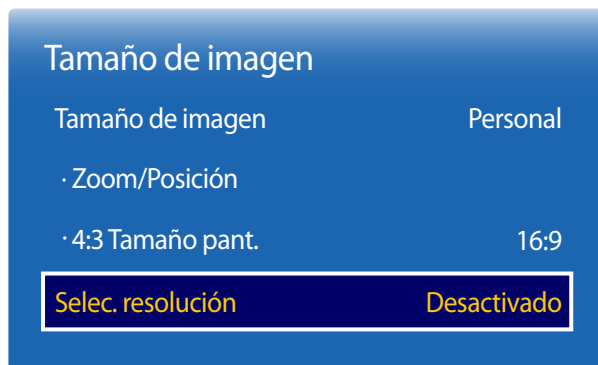 Tamaño de imagen
Tamaño de imagen Personal
· Zoom/Posición
· 4:3 Tamaño pant. 16:9
Selec. resolución Desactivado